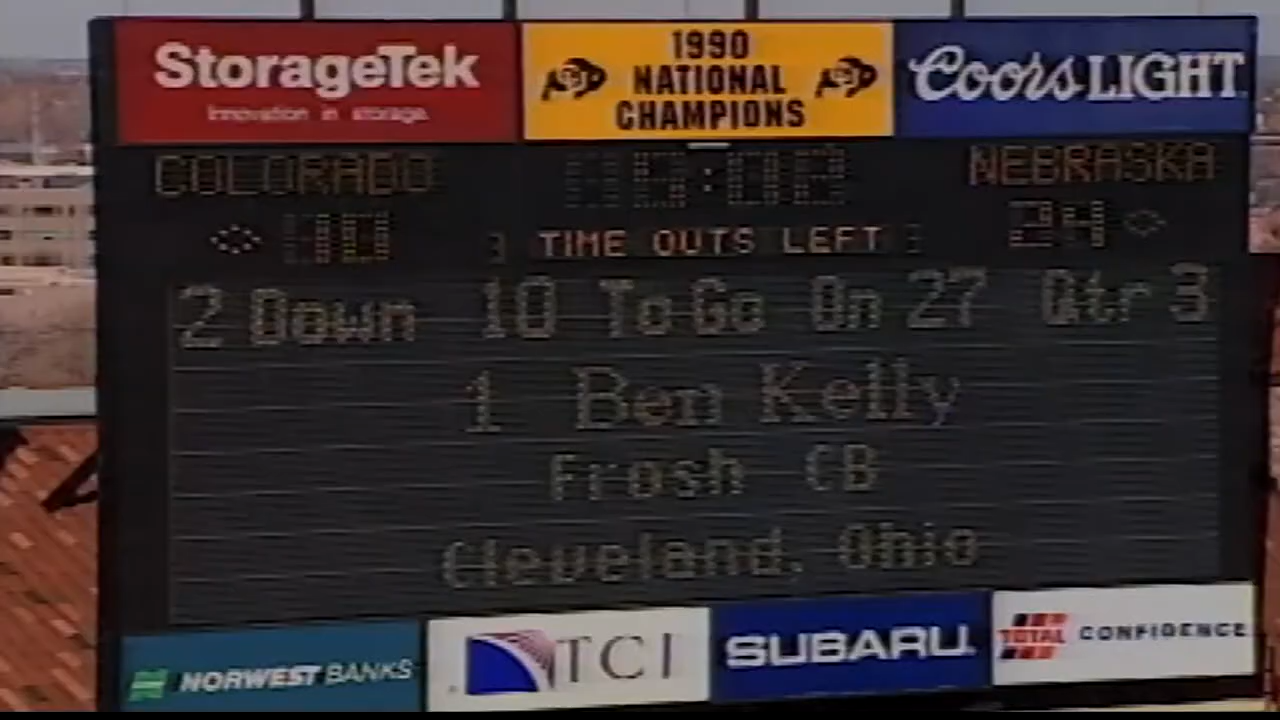 StorageTek
Innovation in storage.
1990
NATIONAL
CHAMPIONS
Coors LIGHT
COLORADO
NEBRASKA
TIME OUTS LEFT
24
2 Down 10 To Go On 27 Qtr 3
1 Ben Kelly
Frosh CB
Cleveland, Ohio
NORWEST BANKS
TCI
SUBARU
TOTAL CONFIDENCE